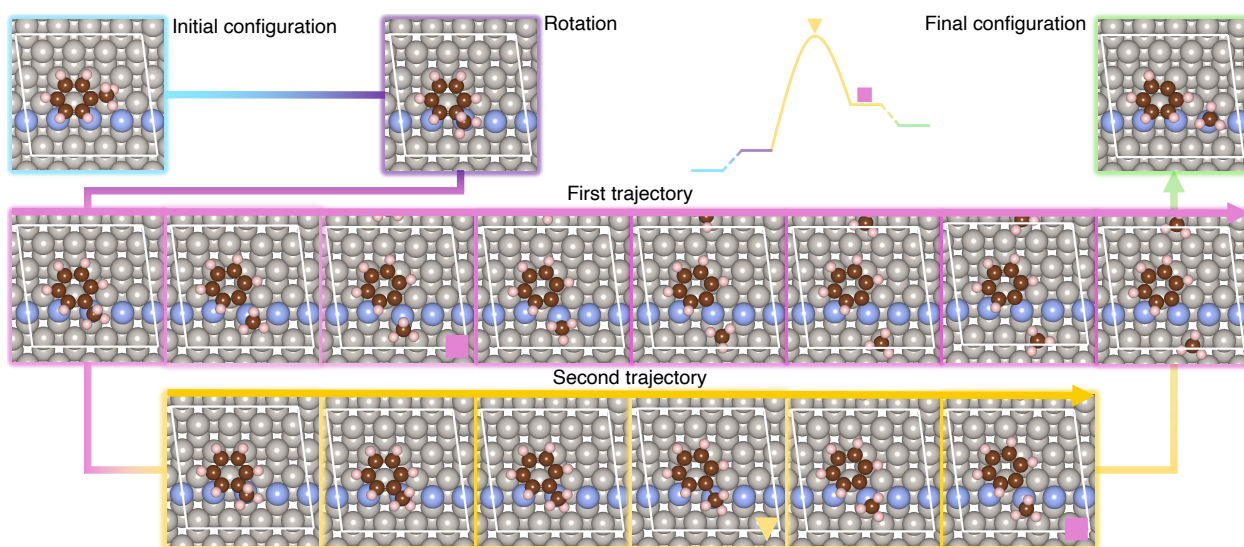 Initial configuration
Rotation
Final configuration
First trajectory
Second trajectory